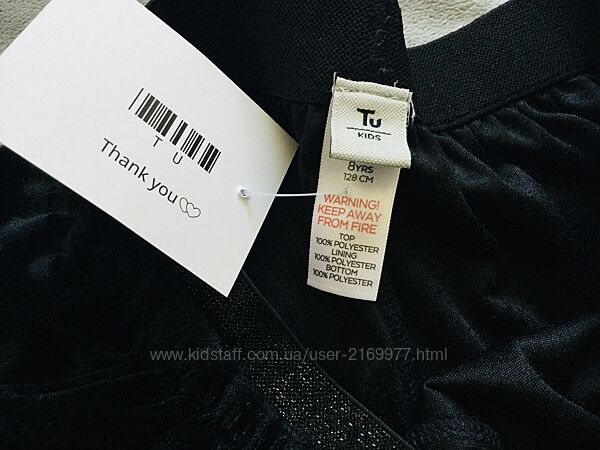 T U
Thank you
Tu
KIDS
8YRS
128 CM
WARNING!
KEEP AWAY
FROM FIRE
TOP
100% POLYESTER
LINING
100% POLYESTER
BOTTOM
100% POLYESTER
www.kidstaff.com.ua/user-2169977.html